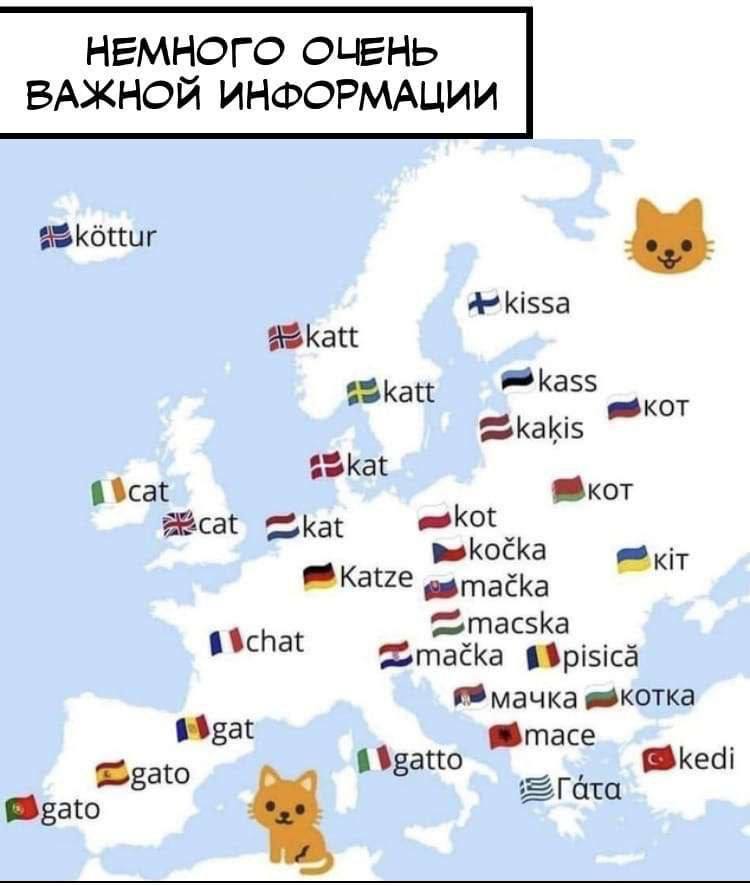 НЕМНОГО ОЧЕНЬ
ВАЖНОЙ ИНФОРМАЦИИ
köttur
kissa
katt
katt
kass
кот
kaķis
kat
cat
кот
cat
kat
kot
kočka
кіт
Katze
mačka
macska
chat
mačka
pisică
мачка
котка
gat
mace
gatto
kedi
gato
Γάτα
gato